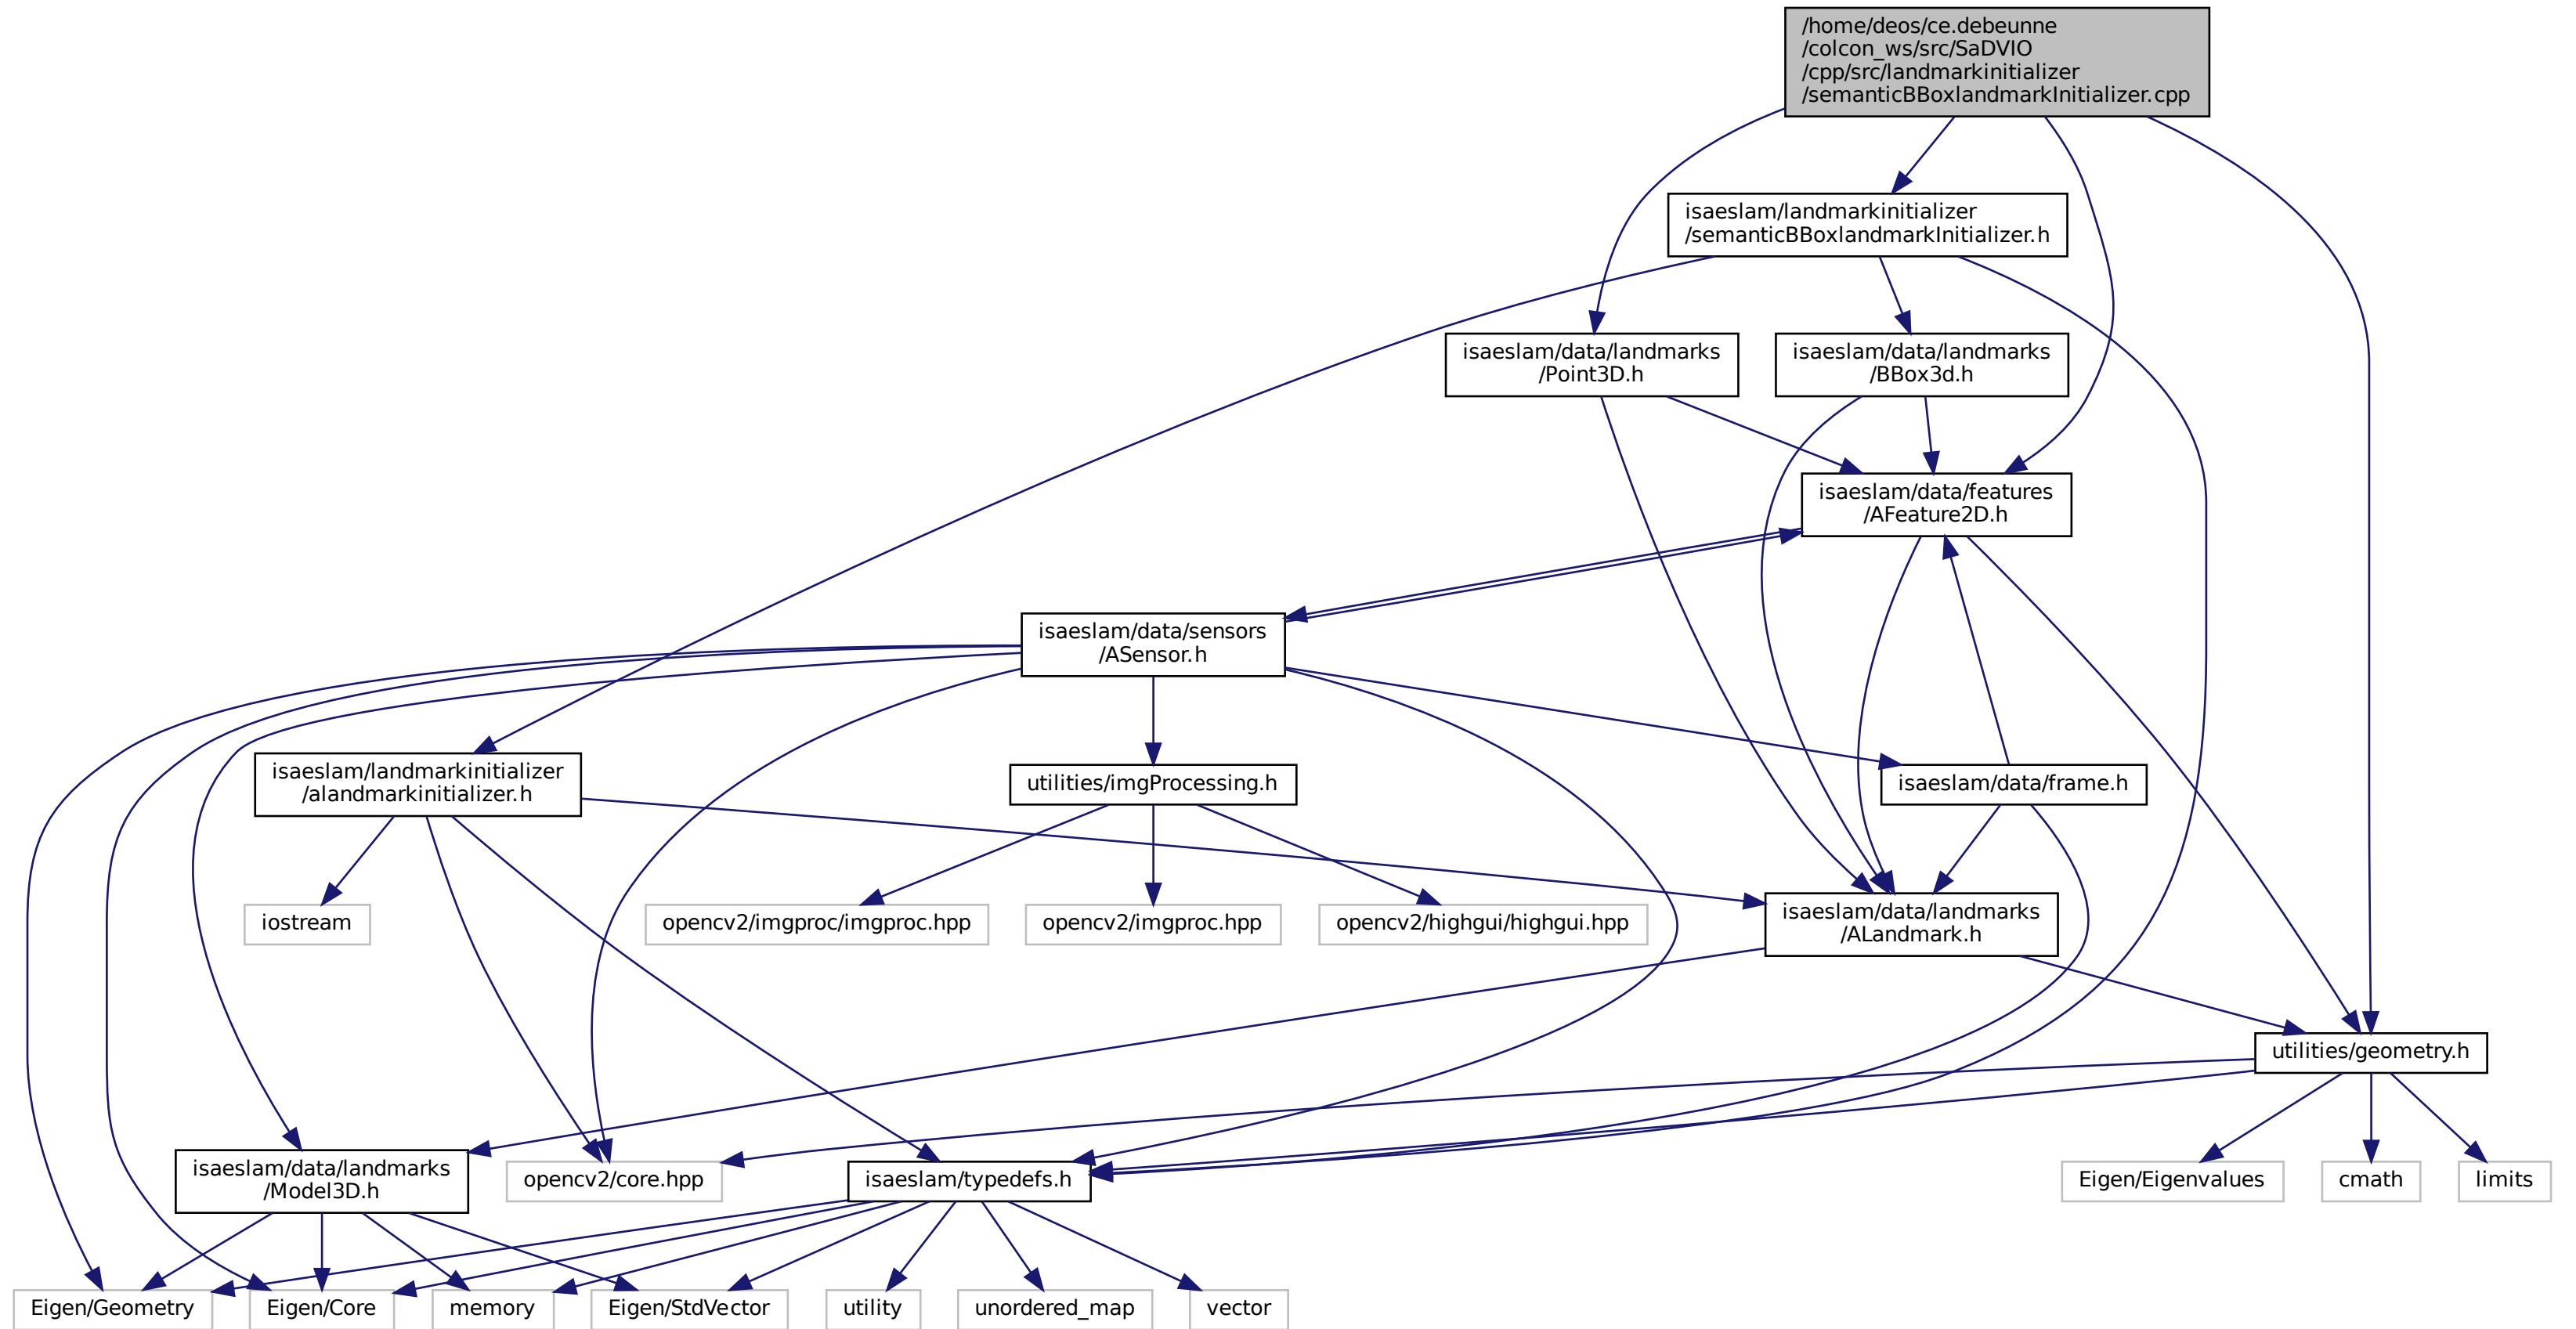 /home/deos/ce.debeunne
/colcon_ws/src/SaDVIO
/cpp/src/landmarkinitializer
/semanticBBoxlandmarkInitializer.cpp
isaeslam/landmarkinitializer
/semanticBBoxlandmarkInitializer.h
isaeslam/data/landmarks
/Point3D.h
isaeslam/data/landmarks
/BBox3d.h
isaeslam/data/features
/AFeature2D.h
isaeslam/data/sensors
/ASensor.h
isaeslam/landmarkinitializer
/alandmarkinitializer.h
utilities/imgProcessing.h
isaeslam/data/frame.h
iostream
opencv2/imgproc/imgproc.hpp
opencv2/imgproc.hpp
opencv2/highgui/highgui.hpp
isaeslam/data/landmarks
/ALandmark.h
utilities/geometry.h
isaeslam/data/landmarks
/Model3D.h
opencv2/core.hpp
isaeslam/typedefs.h
Eigen/Eigenvalues
cmath
limits
Eigen/Geometry
Eigen/Core
memory
Eigen/StdVector
utility
unordered_map
vector